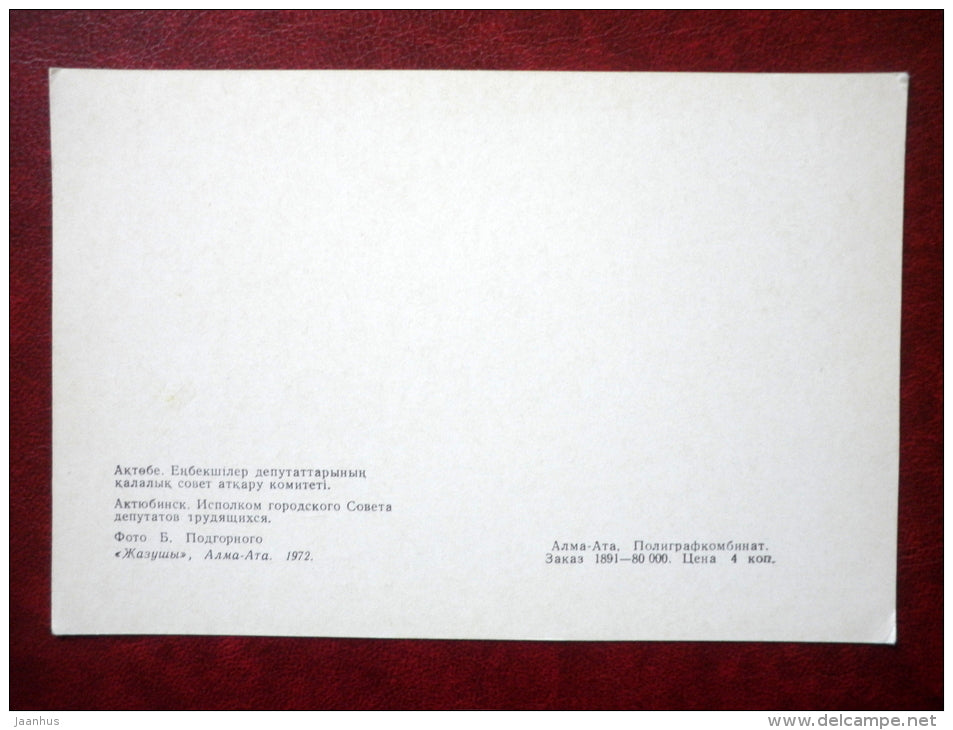 Ақтөбе. Еңбекшілер депутаттарының
қалалық совет атқару комитеті.
Актюбинск. Исполком городского Совета
депутатов трудящихся.
Фото Б. Подгорного
«Жазушы», Алма-Ата. 1972.
Алма-Ата, Полиграфкомбинат.
Заказ 1891—80 000. Цена 4 коп.
jaanhus
www.delcampe.net